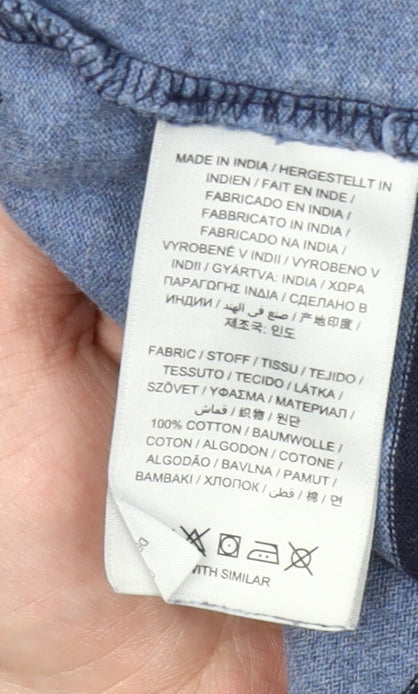 MADE IN INDIA / HERGESTELLT IN
INDIEN / FAIT EN INDE /
FABRICADO EN INDIA /
FABBRICATO IN INDIA /
FABRICADO NA INDIA /
VYROBENÉ V INDII / VYROBENO V
INDII / GYÁRTVA: INDIA / ΧΩΡΑ
ΠΑΡΑΓΩΓΗΣ ΙΝΔΙΑ / СДЕЛАНО В
ИНДИИ / صنع في الهند / 产地印度 /
제조국: 인도
FABRIC / STOFF / TISSU / TEJIDO /
TESSUTO / TECIDO / LÁTKA /
SZÖVET / ΥΦΑΣΜΑ / МАТЕРИАЛ /
قماش / 織物 / 원단
100% COTTON / BAUMWOLLE /
COTON / ALGODON / COTONE /
ALGODÃO / BAVLNA / PAMUT /
ΒΑΜΒΑΚΙ / ХЛОПОК / قطن / 棉 / 면
WITH SIMILAR